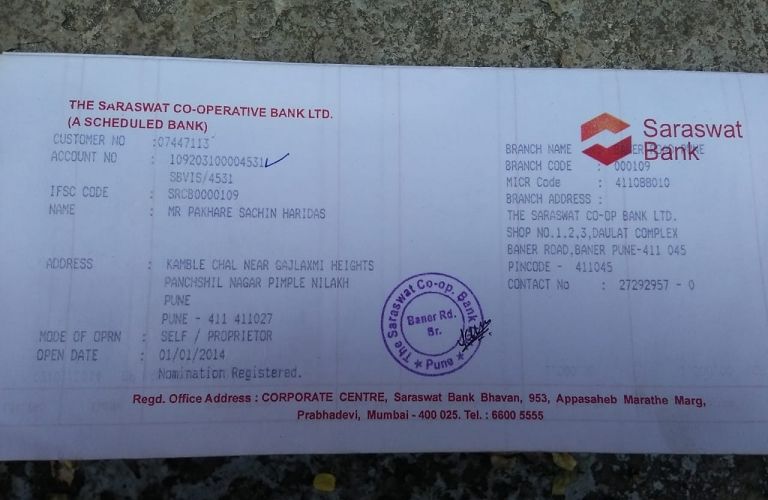 THE SARASWAT CO-OPERATIVE BANK LTD.
(A SCHEDULED BANK)
Saraswat Bank
CUSTOMER NO :07447113
ACCOUNT NO : 109203100004531
SBVIS/4531
IFSC CODE : SRCB0000109
NAME : MR PAKHARE SACHIN HARIDAS
ADDRESS : KAMBLE CHAL NEAR GAJLAXMI HEIGHTS
PANCHSHIL NAGAR PIMPLE NILAKH
PUNE
PUNE - 411 411027
MODE OF OPRN : SELF / PROPRIETOR
OPEN DATE : 01/01/2014
Nomination Registered.
BRANCH NAME
BRANCH CODE : 000109
MICR Code : 411088010
BRANCH ADDRESS :
THE SARASWAT CO-OP BANK LTD.
SHOP NO.1,2,3,DAULAT COMPLEX
BANER ROAD,BANER PUNE-411 045
PINCODE - 411045
CONTACT No : 27292957 - 0
The Saraswat Co-op. Bank
Baner Rd.
Br.
* Pune *
Regd. Office Address : CORPORATE CENTRE, Saraswat Bank Bhavan, 953, Appasaheb Marathe Marg,
Prabhadevi, Mumbai - 400 025. Tel. : 6600 5555